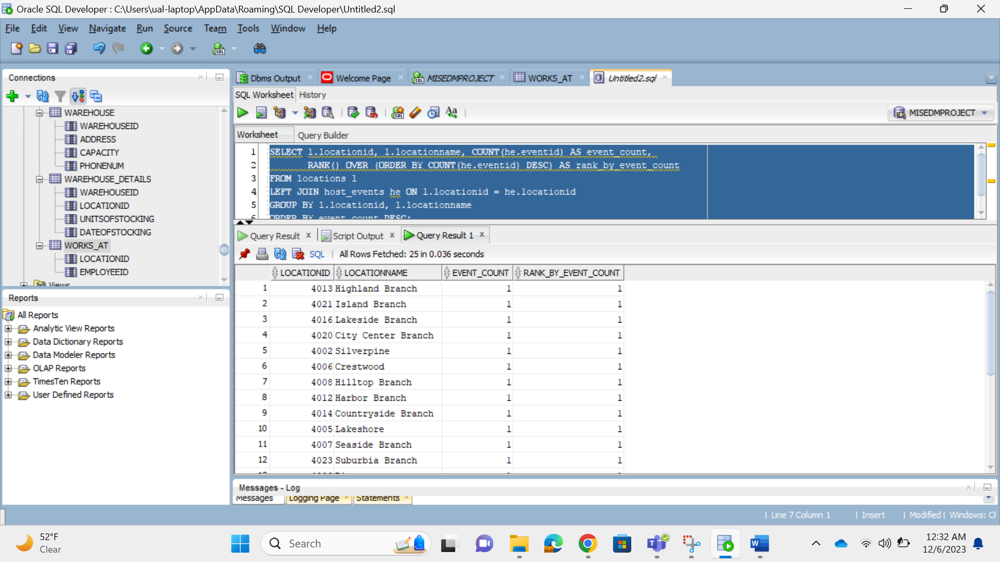 Oracle SQL Developer : C:\Users\ual-laptop\AppData\Roaming\SQL Developer\Untitled2.sql
File Edit View Navigate Run Source Team Tools Window Help
Connections
WAREHOUSE
WAREHOUSEID
ADDRESS
CAPACITY
PHONENUM
WAREHOUSE_DETAILS
WAREHOUSEID
LOCATIONID
UNITSOFSTOCKING
DATEOFSTOCKING
WORKS_AT
LOCATIONID
EMPLOYEEID
Views
Reports
All Reports
Analytic View Reports
Data Dictionary Reports
Data Modeler Reports
OLAP Reports
TimesTen Reports
User Defined Reports
Dbms Output Welcome Page MISEDMPROJECT WORKS_AT Untitled2.sql
SQL Worksheet History
MISEDMPROJECT
Worksheet Query Builder
1 SELECT l.locationid, l.locationname, COUNT(he.eventid) AS event_count,
2 RANK() OVER (ORDER BY COUNT(he.eventid) DESC) AS rank_by_event_count
3 FROM locations l
4 LEFT JOIN host_events he ON l.locationid = he.locationid
5 GROUP BY l.locationid, l.locationname
6 ORDER BY event_count DESC;
Query Result Script Output Query Result 1
SQL All Rows Fetched: 25 in 0.036 seconds
LOCATIONID LOCATIONNAME EVENT_COUNT RANK_BY_EVENT_COUNT
1 4013 Highland Branch 1 1
2 4021 Island Branch 1 1
3 4016 Lakeside Branch 1 1
4 4020 City Center Branch 1 1
5 4002 Silverpine 1 1
6 4006 Crestwood 1 1
7 4008 Hilltop Branch 1 1
8 4012 Harbor Branch 1 1
9 4014 Countryside Branch 1 1
10 4005 Lakeshore 1 1
11 4007 Seaside Branch 1 1
12 4023 Suburbia Branch 1 1
Messages - Log
Messages Logging Page Statements
Line 7 Column 1 Insert Modified Windows: CF
52°F
Clear
Search
12:32 AM
12/6/2023